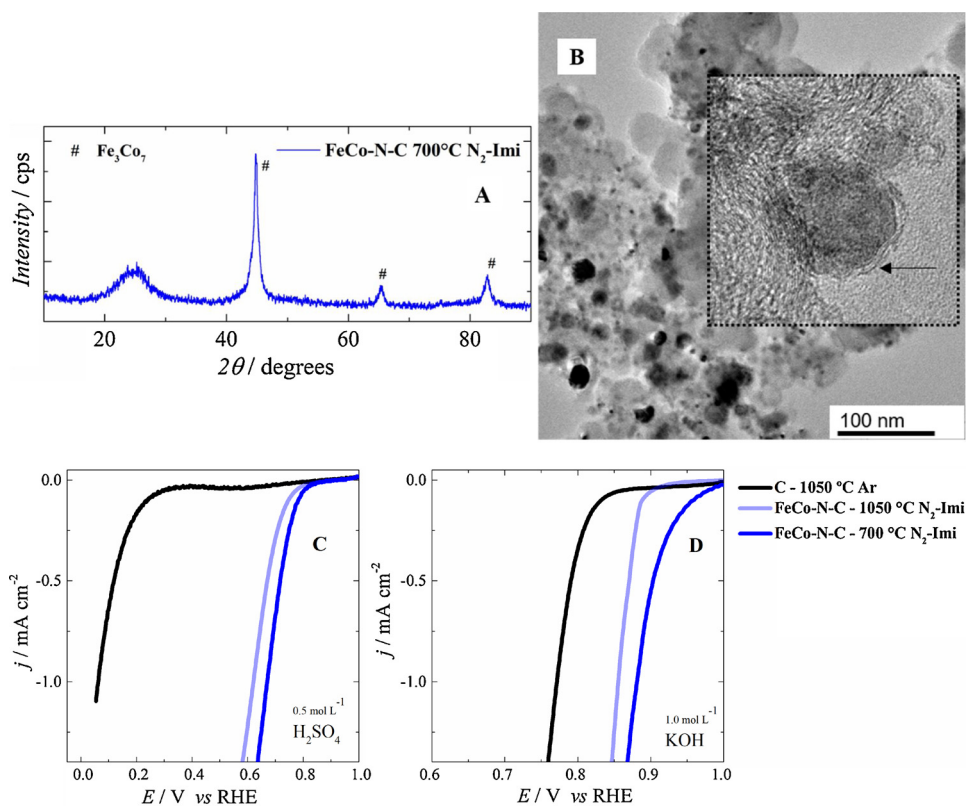 # Fe3Co7
FeCo-N-C 700°C N2-Imi
#
A
#
#
Intensity / cps
20
40
60
80
2θ / degrees
B
100 nm
0.0
-0.5
-1.0
j / mA cm-2
C
0.5 mol L-1
H2SO4
0.0
0.2
0.4
0.6
0.8
1.0
E / V vs RHE
0.0
-0.5
-1.0
j / mA cm-2
D
1.0 mol L-1
KOH
0.6
0.7
0.8
0.9
1.0
E / V vs RHE
C - 1050 °C Ar
FeCo-N-C - 1050 °C N2-Imi
FeCo-N-C - 700 °C N2-Imi